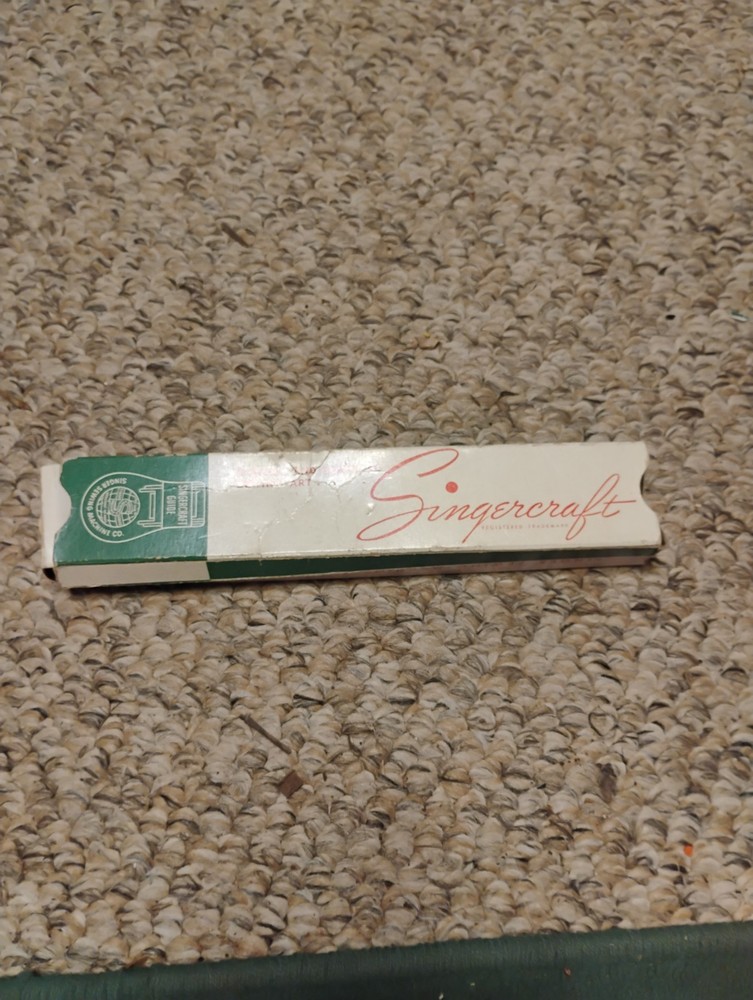 Singercraft
REGISTERED TRADEMARK
SINGERCRAFT
GUIDE
SINGER SEWING MACHINE CO.